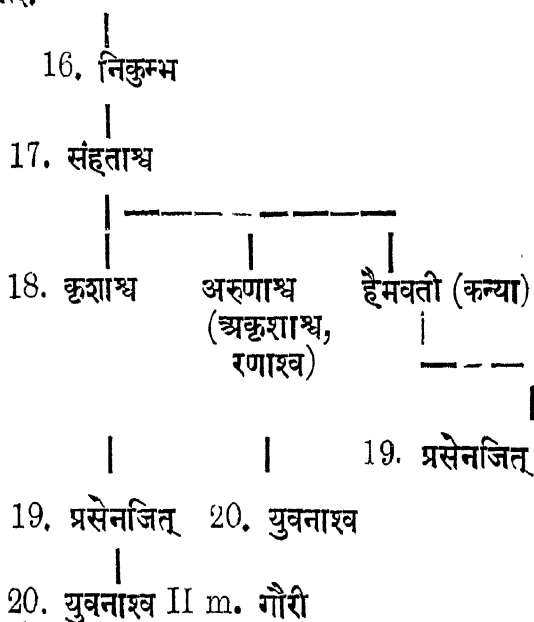 16. निकुम्भ
17. संहताश्व
18. कृशाश्व अरुणाश्व हैमवती (कन्या)
(अकृशाश्व,
रणाश्व)
19. प्रसेनजित्
19. प्रसेनजित् 20. युवनाश्व
20. युवनाश्व II m. गौरी